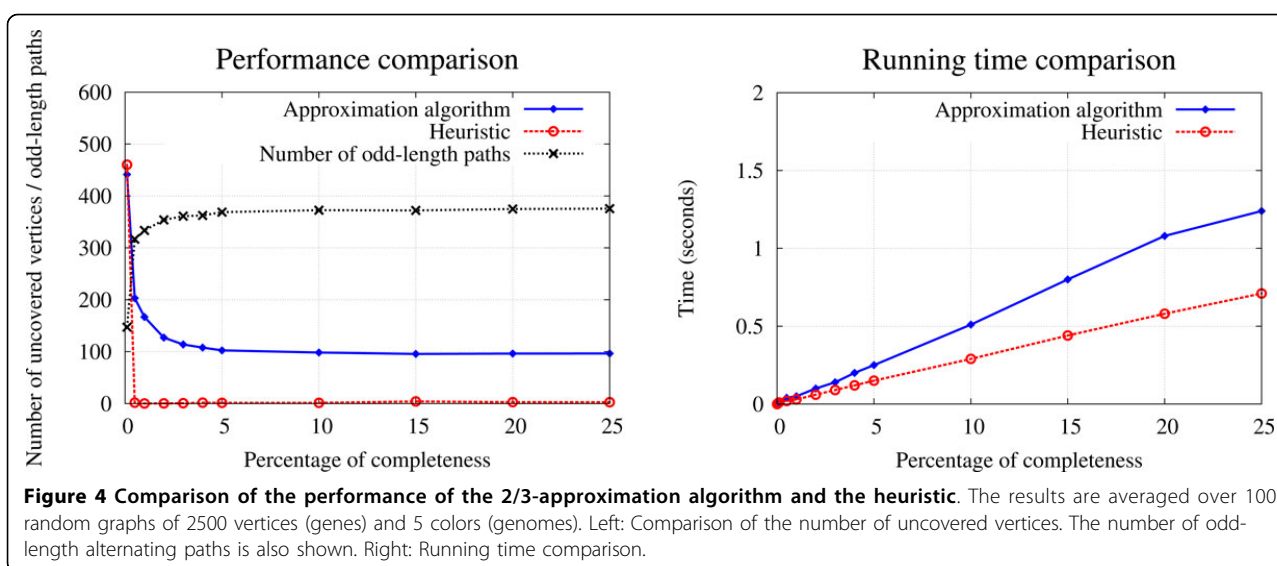 Performance comparison
Number of uncovered vertices / odd-length paths
600
500
400
300
200
100
0
Approximation algorithm
Heuristic
Number of odd-length paths
0 5 10 15 20 25
Percentage of completeness
Running time comparison
Time (seconds)
2
1.5
1
0.5
0
Approximation algorithm
Heuristic
0 5 10 15 20 25
Percentage of completeness
Figure 4 Comparison of the performance of the 2/3-approximation algorithm and the heuristic. The results are averaged over 100
random graphs of 2500 vertices (genes) and 5 colors (genomes). Left: Comparison of the number of uncovered vertices. The number of odd-
length alternating paths is also shown. Right: Running time comparison.